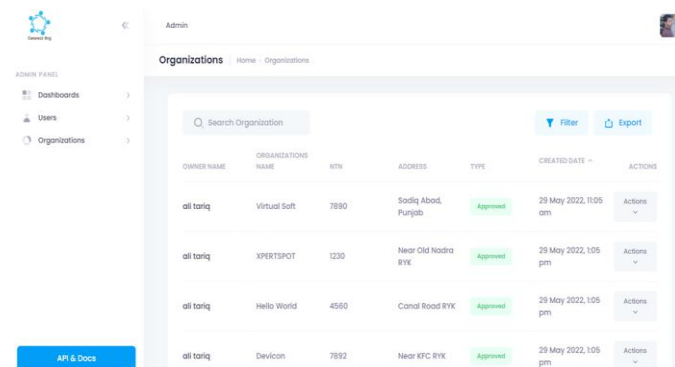 Connect Org
Admin
Organizations Home - Organizations
ADMIN PANEL
Dashboards
Users
Organizations
Search Organization
Filter
Export
OWNER NAME ORGANIZATIONS NAME NTN ADDRESS TYPE CREATED DATE ACTIONS
ali tariq Virtual Soft 7890 Sadiq Abad, Punjab Approved 29 May 2022, 11:05 am Actions
ali tariq XPERTSPOT 1230 Near Old Nadra RYK Approved 29 May 2022, 1:05 pm Actions
ali tariq Hello World 4560 Canal Road RYK Approved 29 May 2022, 1:05 pm Actions
ali tariq Devicon 7892 Near KFC RYK Approved 29 May 2022, 1:05 pm Actions
API & Docs